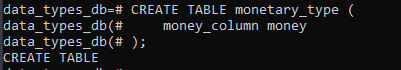 data_types_db=# CREATE TABLE monetary_type (
data_types_db(#     money_column money
data_types_db(# );
CREATE TABLE